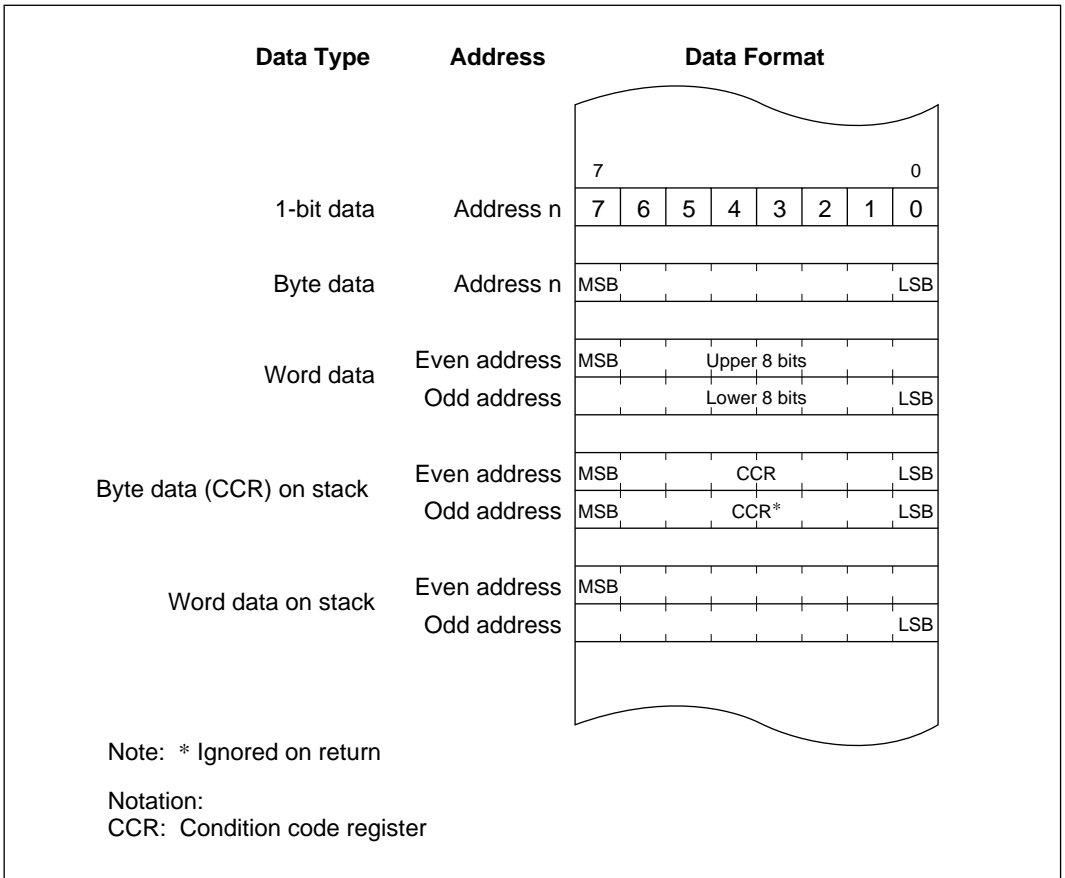 Data Type Address Data Format
7 0
1-bit data Address n 7 6 5 4 3 2 1 0
Byte data Address n MSB LSB
Word data
Even address MSB Upper 8 bits
Odd address Lower 8 bits LSB
Byte data (CCR) on stack
Even address MSB CCR LSB
Odd address MSB CCR* LSB
Word data on stack
Even address MSB
Odd address LSB
Note: * Ignored on return
Notation:
CCR: Condition code register